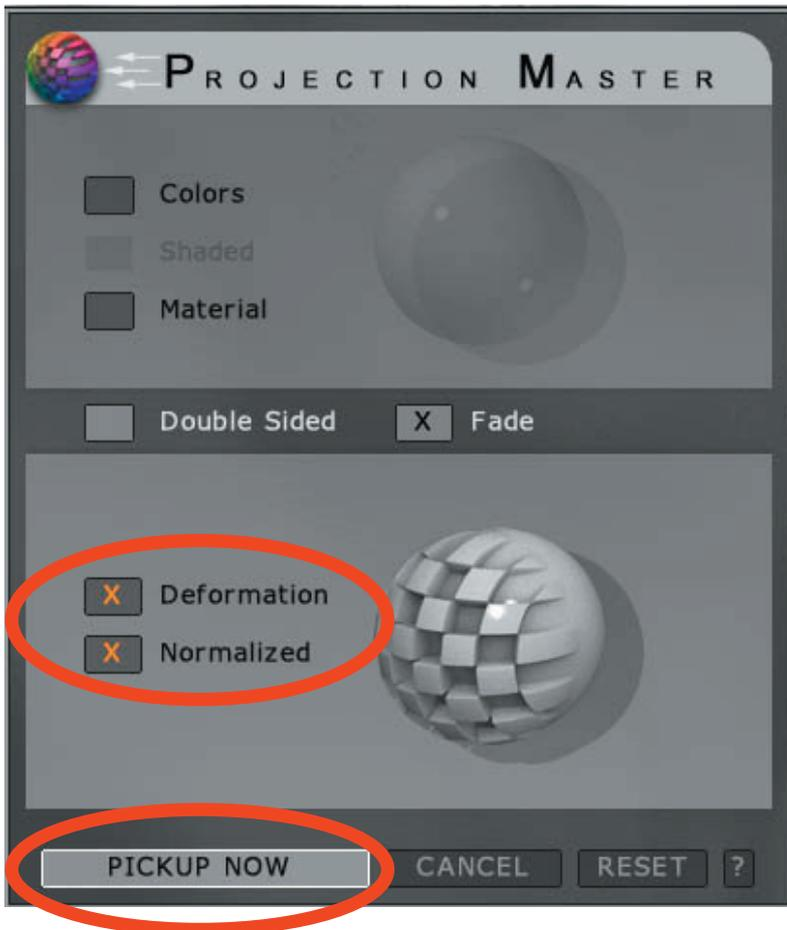 PROJECTION MASTER
Colors
Shaded
Material
Double Sided X Fade
X Deformation
X Normalized
PICKUP NOW CANCEL RESET ?